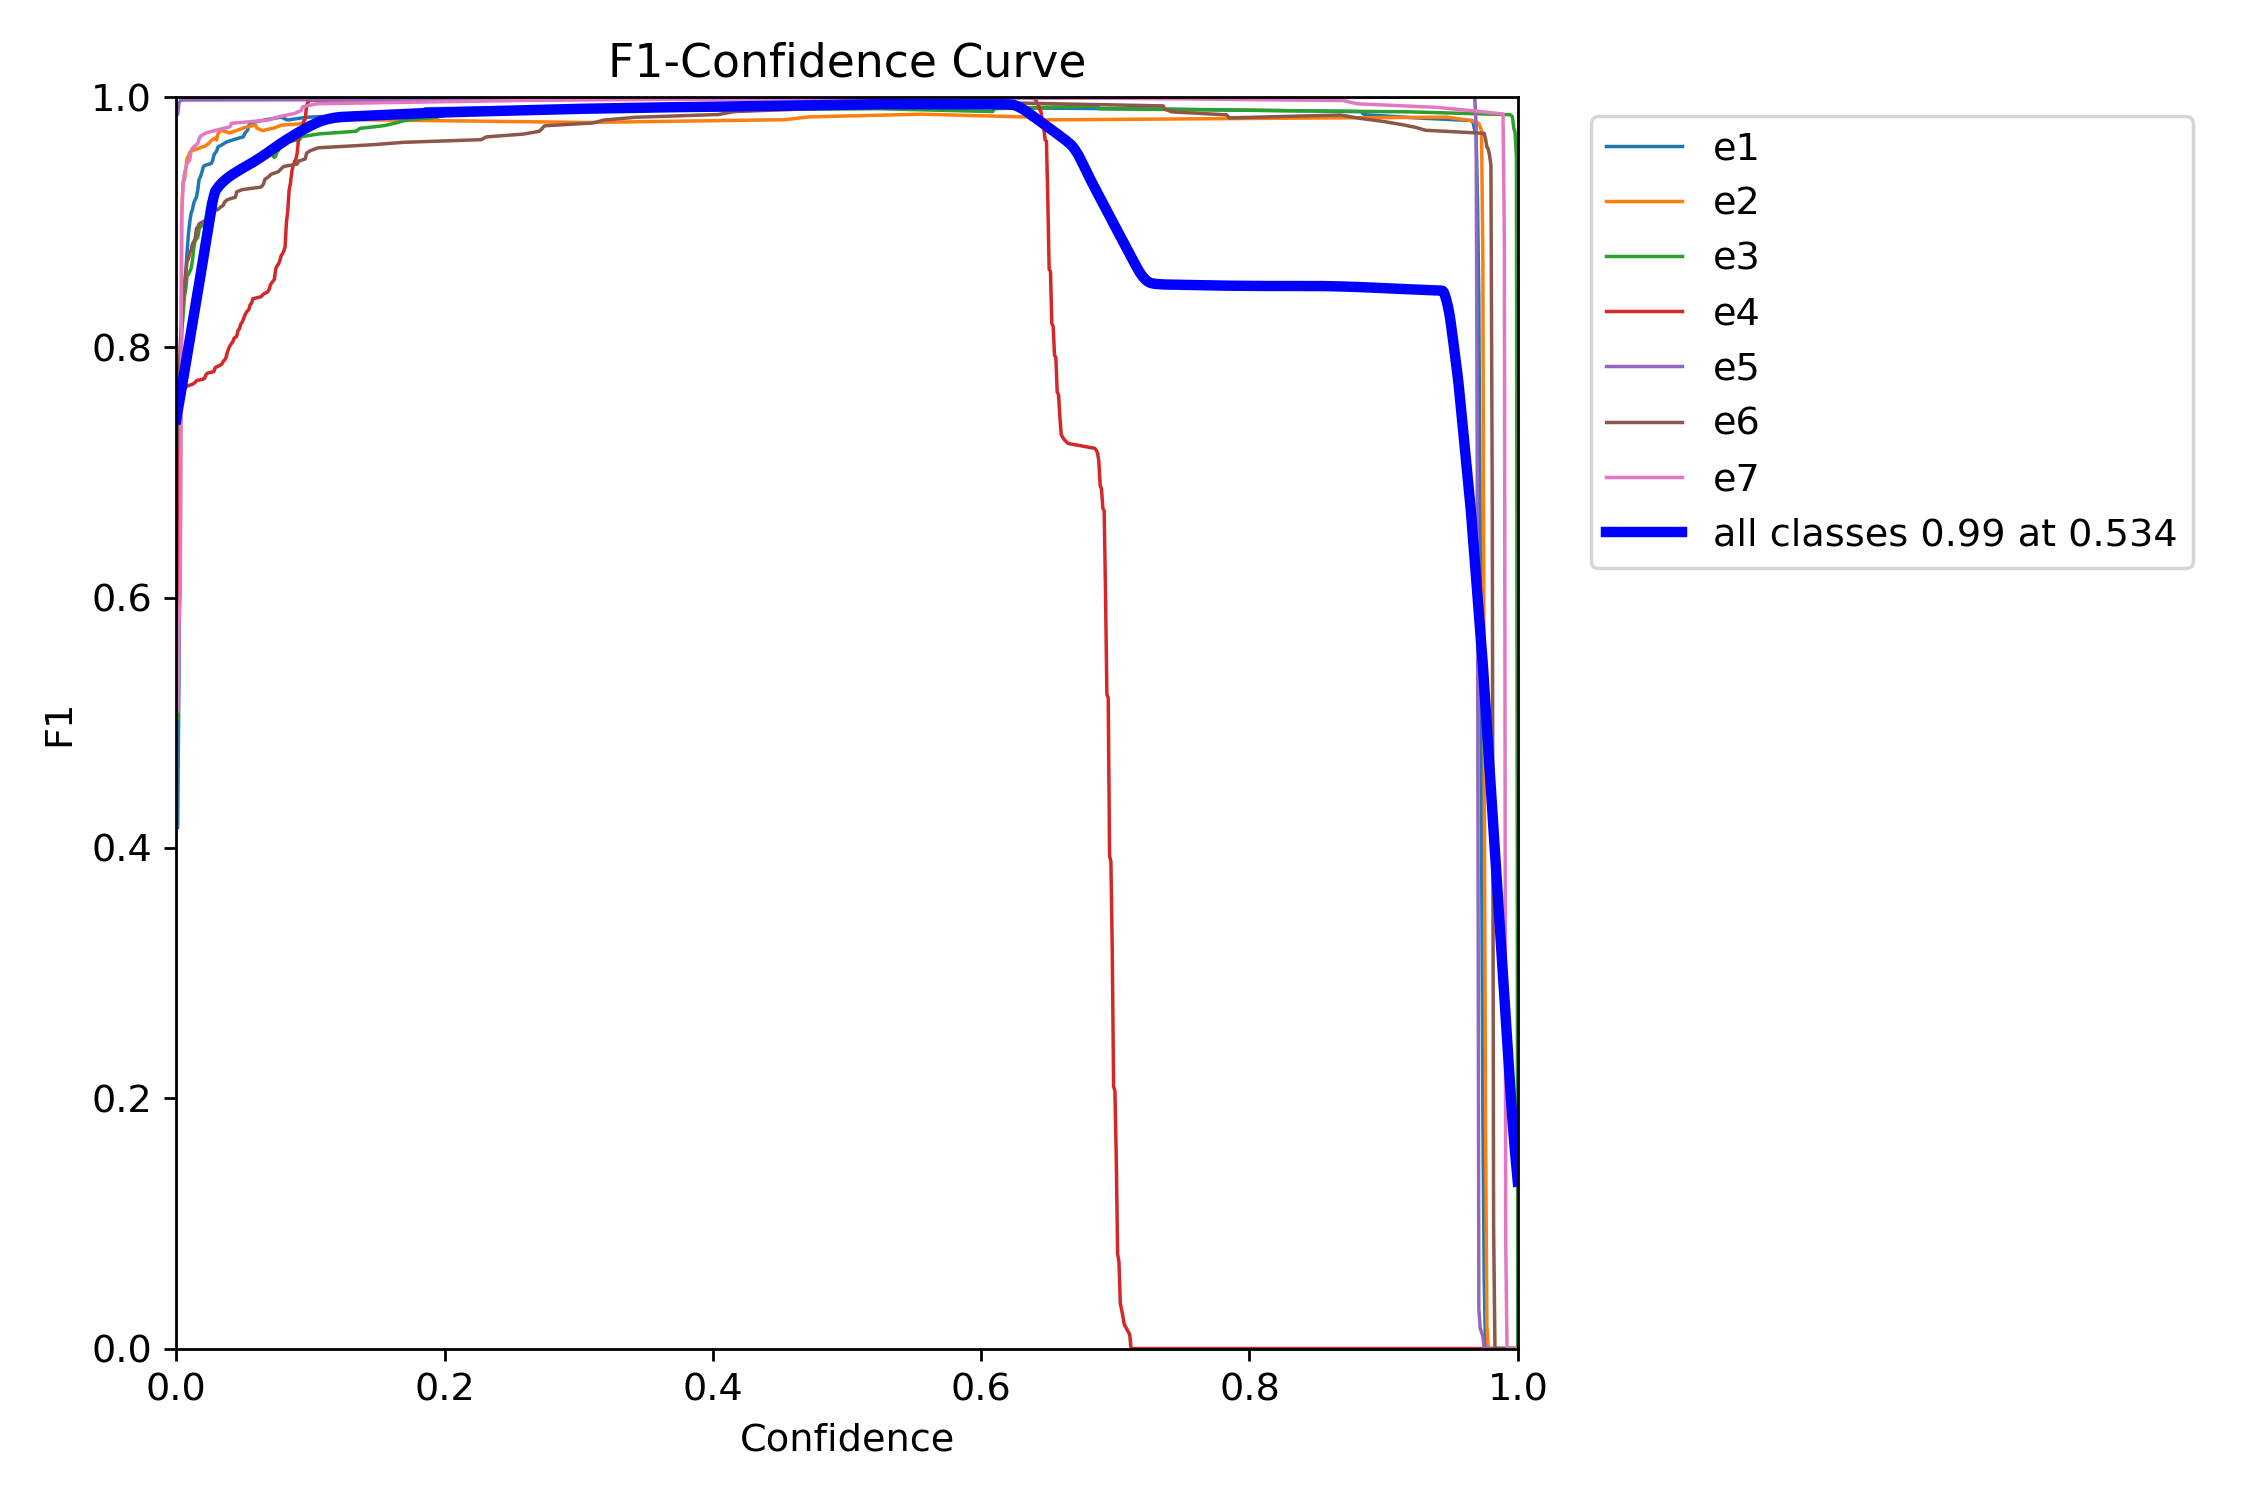 F1-Confidence Curve
1.0
0.8
0.6
0.4
0.2
0.0
F1
0.0 0.2 0.4 0.6 0.8 1.0
Confidence
e1
e2
e3
e4
e5
e6
e7
all classes 0.99 at 0.534